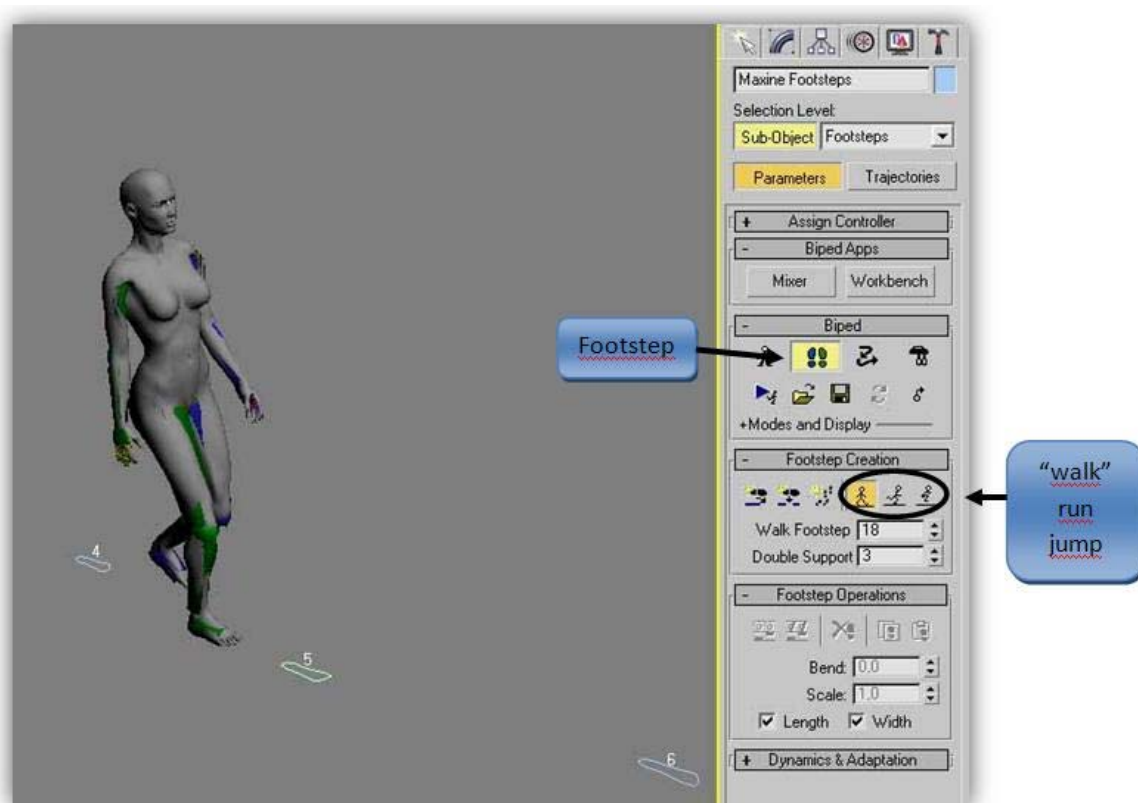 Maxine Footsteps
Selection Level:
Sub-Object Footsteps
Parameters Trajectories
+ Assign Controller
- Biped Apps
Mixer Workbench
- Biped
Footstep
+Modes and Display
- Footstep Creation
"walk"
run
jump
Walk Footstep 18
Double Support 3
- Footstep Operations
Bend: 0,0
Scale: 1,0
Length Width
+ Dynamics & Adaptation
4
5
6